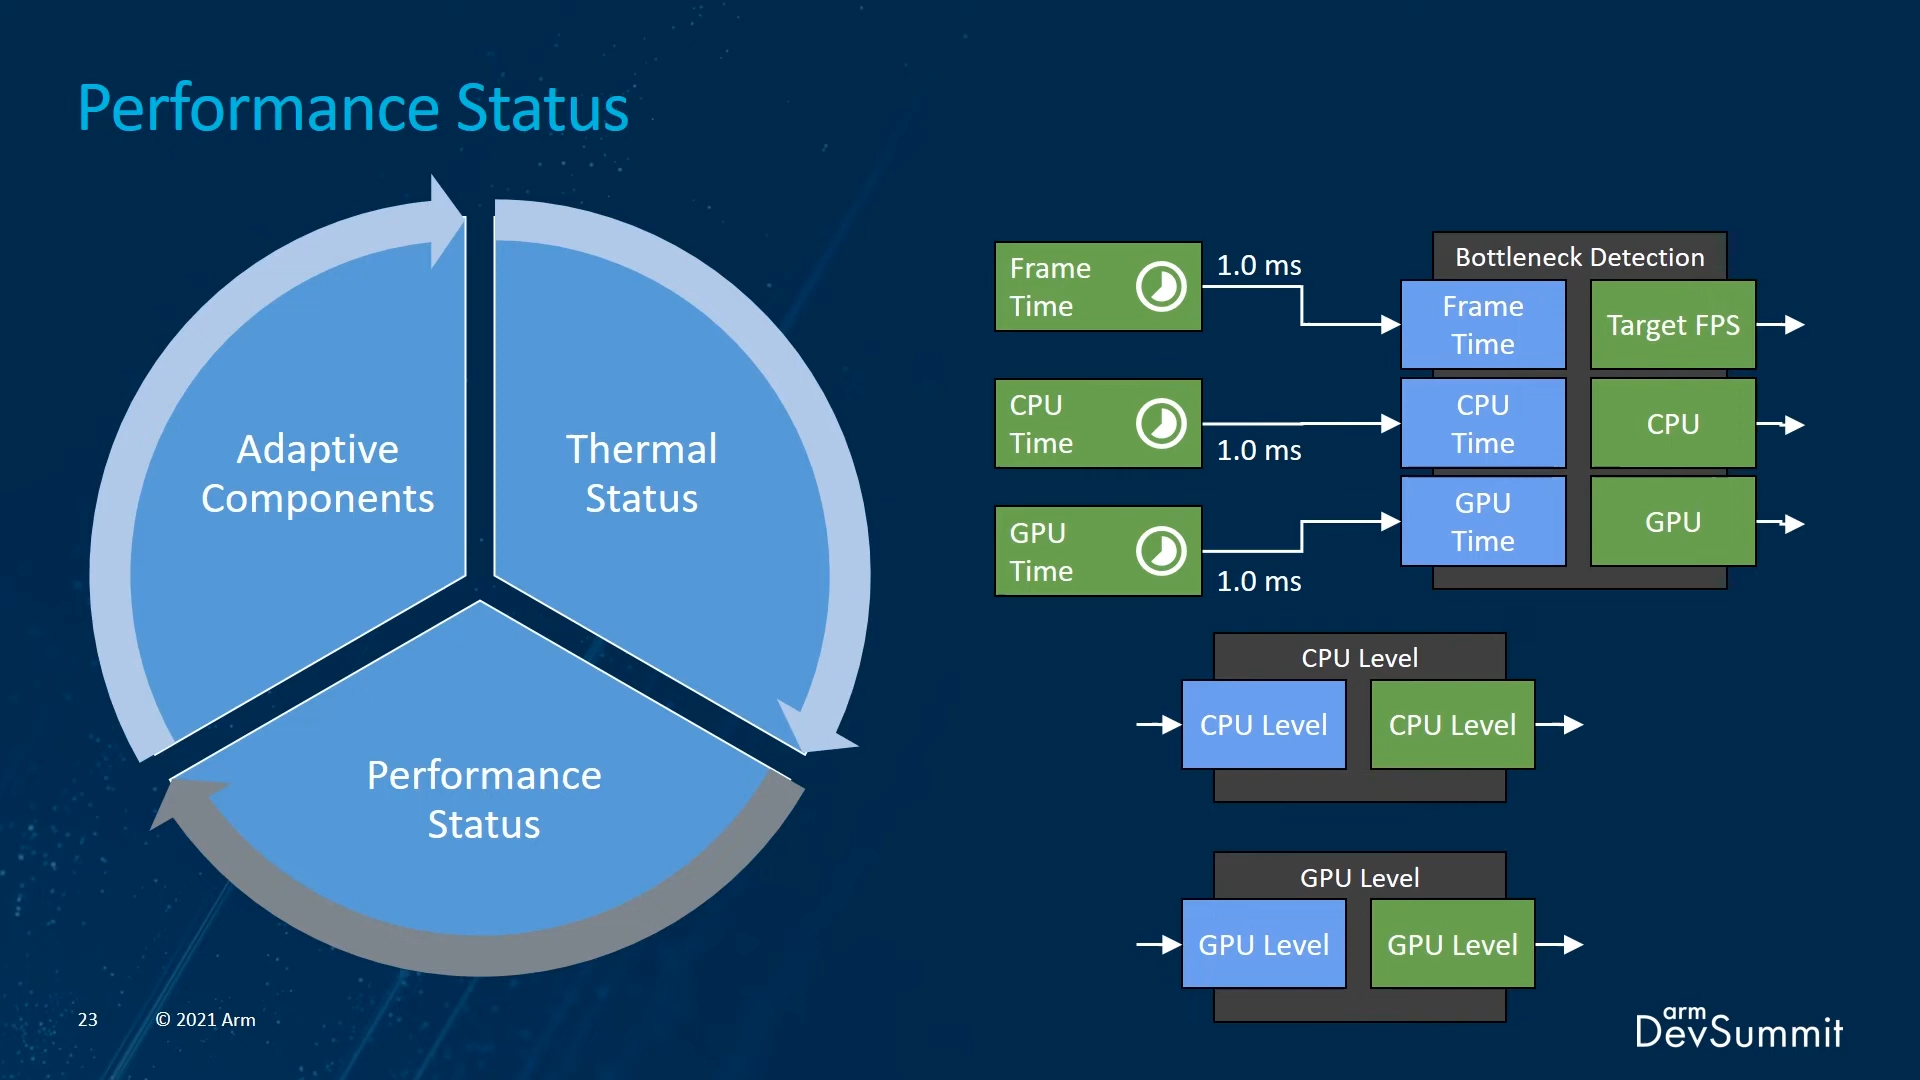 Performance Status
Adaptive
Components
Thermal
Status
Performance
Status
Frame
Time
1.0 ms
CPU
Time
1.0 ms
GPU
Time
1.0 ms
Bottleneck Detection
Frame
Time
Target FPS
CPU
Time
CPU
GPU
Time
GPU
CPU Level
CPU Level
CPU Level
GPU Level
GPU Level
GPU Level
23
© 2021 Arm
arm
DevSummit